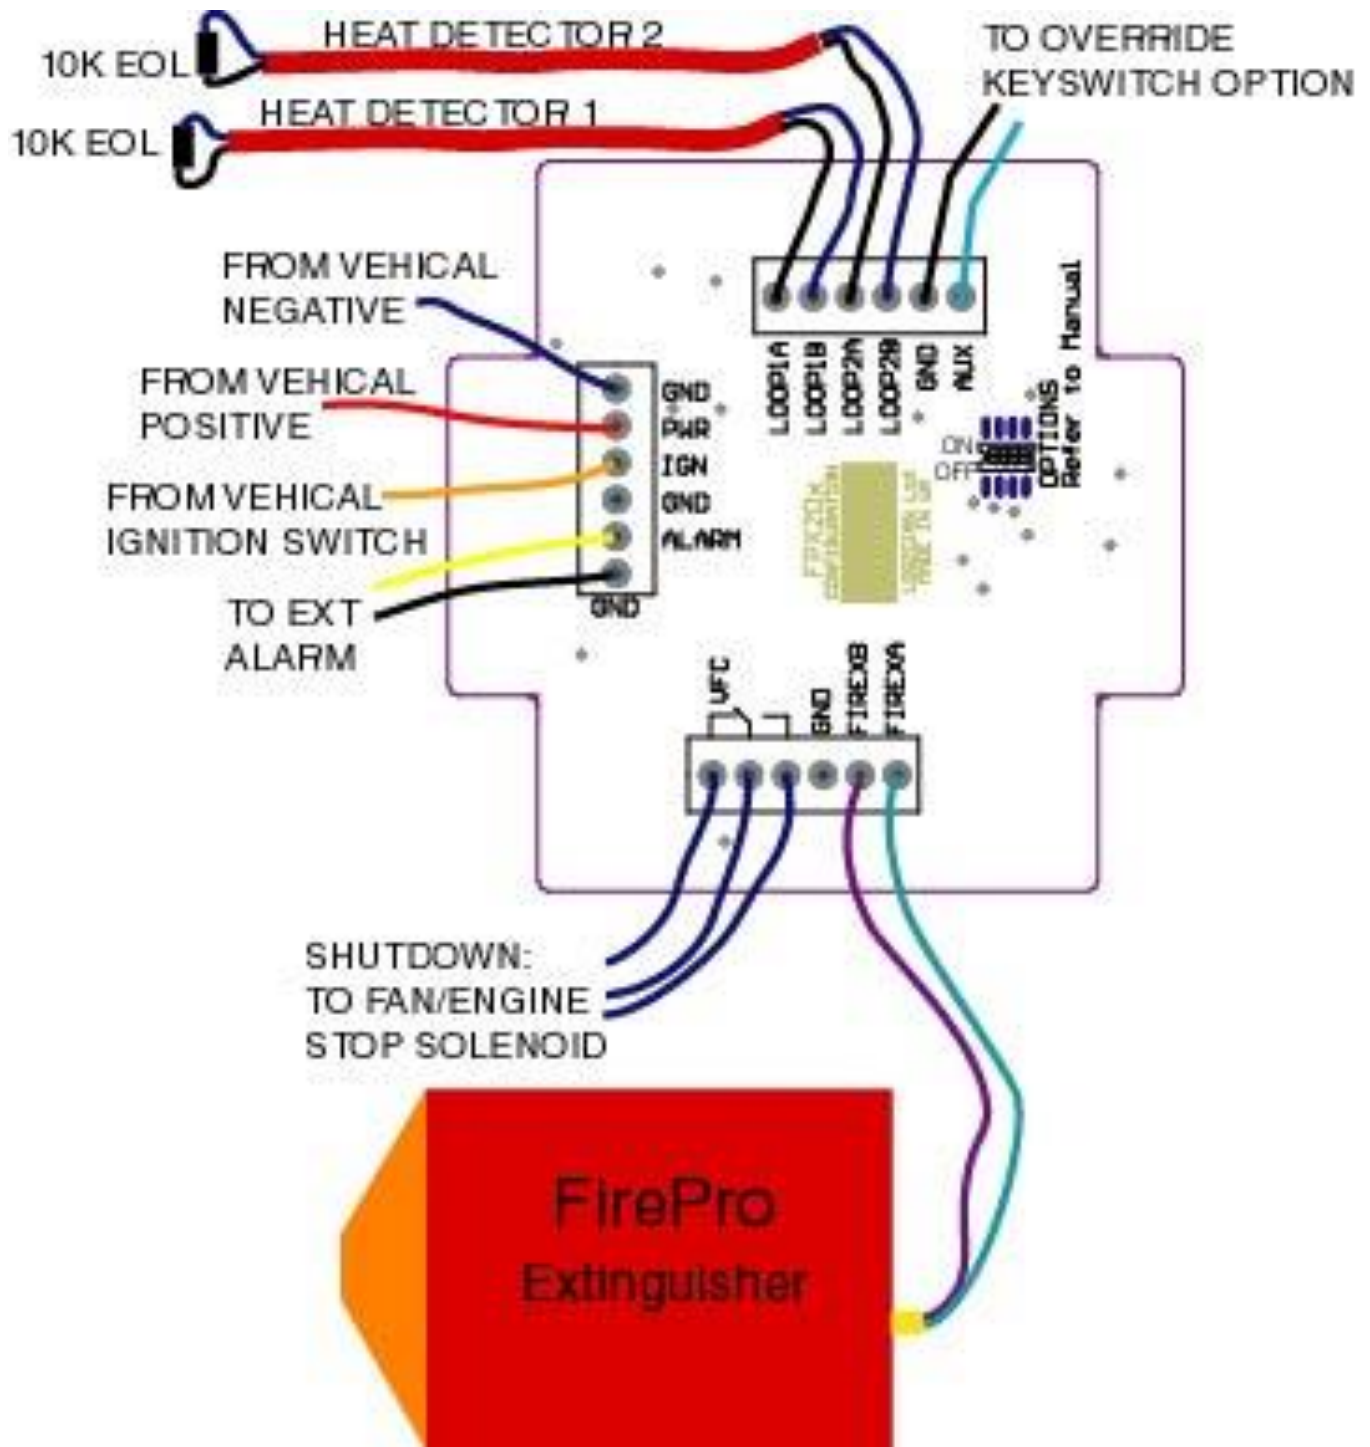 HEAT DETECTOR 2
10K EOL
HEAT DETECTOR 1
10K EOL
TO OVERRIDE
KEYSWITCH OPTION
FROM VEHICAL
NEGATIVE
FROM VEHICAL
POSITIVE
FROM VEHICAL
IGNITION SWITCH
TO EXT
ALARM
GND
PWR
IGN
GND
ALARM
GND
LOOP1A
LOOP1B
LOOP2A
LOOP2B
GND
AUX
ON
OFF
OPTIONS
Refer to Manual
CONFIGURATION
VFC
GND
FIREXB
FIREXA
SHUTDOWN:
TO FAN/ENGINE
STOP SOLENOID
FirePro
Extinguisher